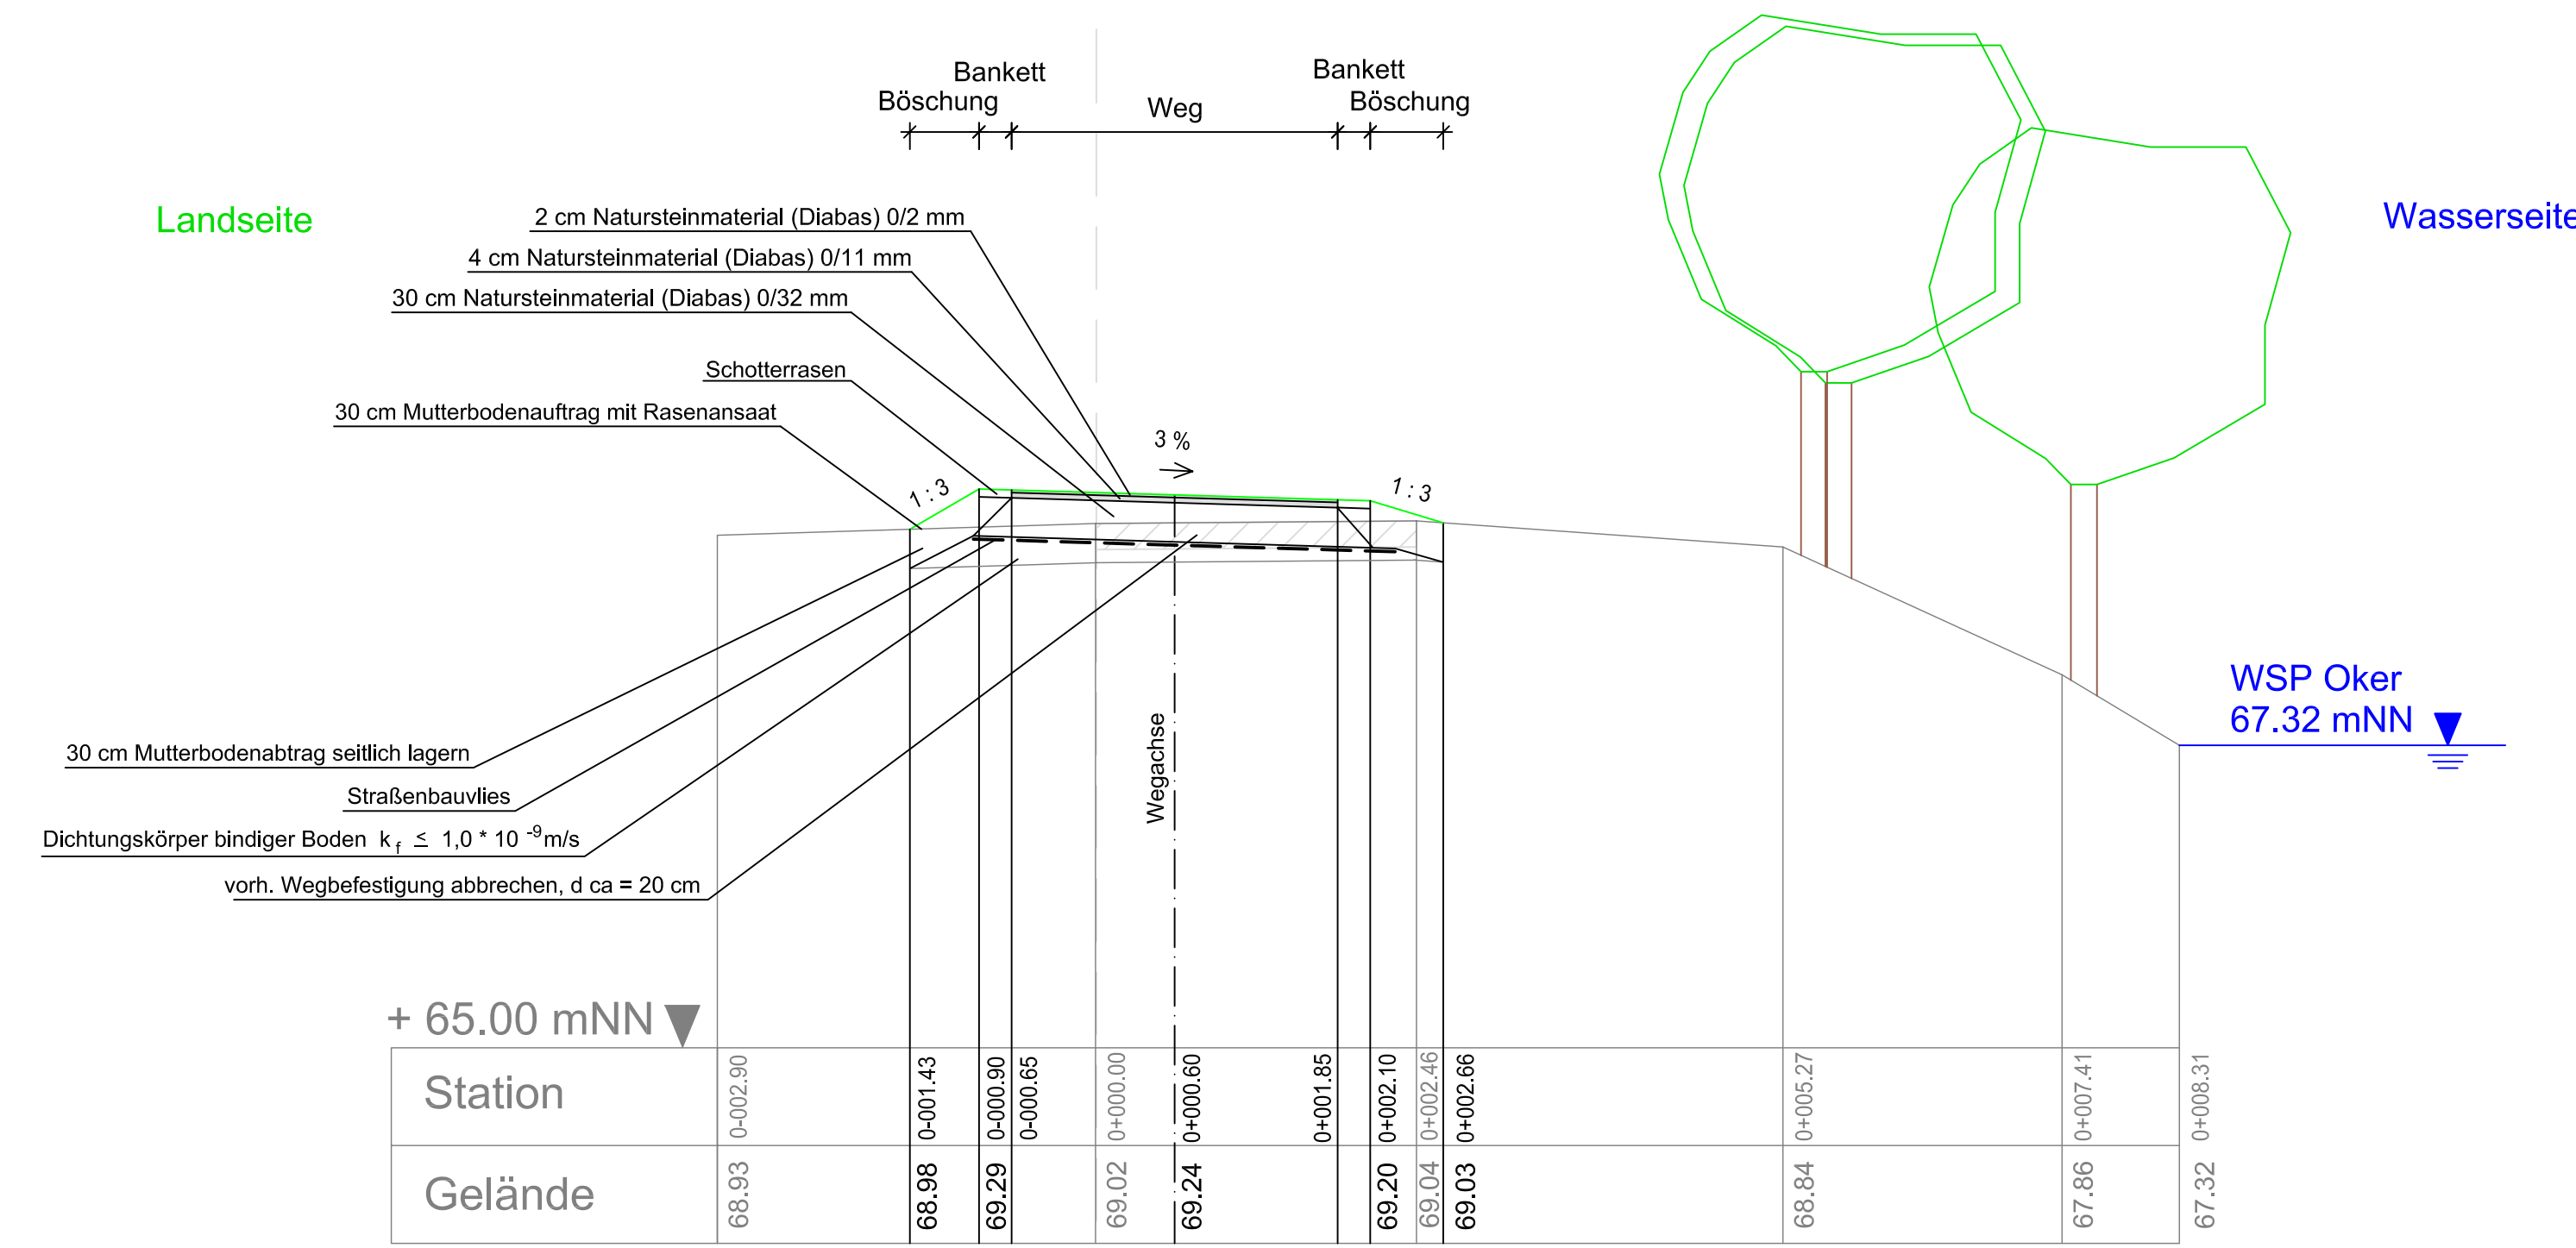 Bankett
Bankett
Böschung
Weg
Böschung
Landseite
Wasserseite
2 cm Natursteinmaterial (Diabas) 0/2 mm
4 cm Natursteinmaterial (Diabas) 0/11 mm
30 cm Natursteinmaterial (Diabas) 0/32 mm
Schotterrasen
30 cm Mutterbodenauftrag mit Rasenansaat
3 %
1 : 3
1 : 3
30 cm Mutterbodenabtrag seitlich lagern
Straßenbauvlies
Dichtungskörper bindiger Boden k f ≤ 1,0 * 10 -9 m/s
vorh. Wegbefestigung abbrechen, d ca = 20 cm
Wegachse
WSP Oker
67.32 mNN
+ 65.00 mNN
Station
0-002.90
0-001.43
0-000.90
0-000.65
0+000.00
0+000.60
0+001.85
0+002.10
0+002.46
0+002.66
0+005.27
0+007.41
0+008.31
Gelände
68.93
68.98
69.29
69.02
69.24
69.20
69.04
69.03
68.84
67.86
67.32